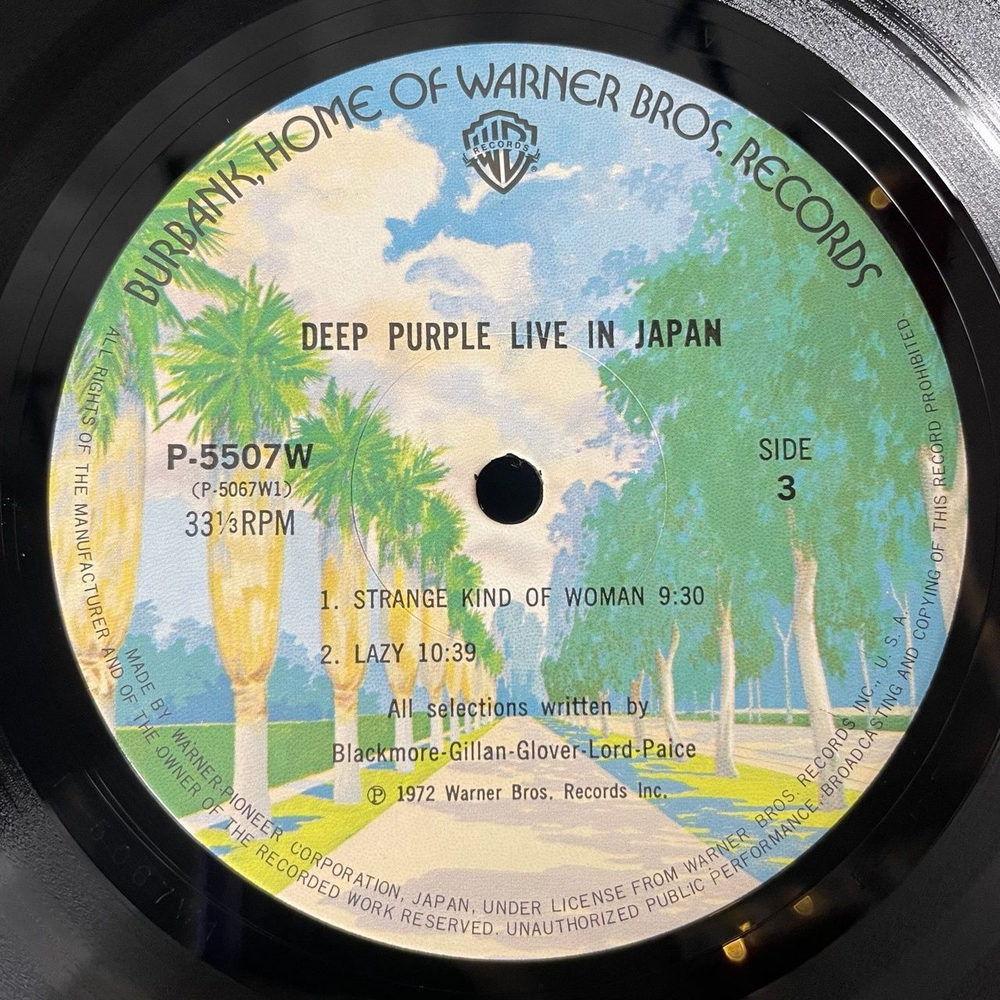 BURBANK, HOME OF WARNER BROS. RECORDS
WB
RECORDS
®
DEEP PURPLE LIVE IN JAPAN
P-5507W
(P-5067W1)
33⅓RPM
SIDE
3
1. STRANGE KIND OF WOMAN 9:30
2. LAZY 10:39
All selections written by
Blackmore-Gillan-Glover-Lord-Paice
Ⓟ 1972 Warner Bros. Records Inc.
MADE BY WARNER-PIONEER CORPORATION, JAPAN, UNDER LICENSE FROM WARNER BROS. RECORDS INC., U. S. A.
ALL RIGHTS OF THE MANUFACTURER AND OF THE OWNER OF THE RECORDED WORK RESERVED. UNAUTHORIZED PUBLIC PERFORMANCE, BROADCASTING AND COPYING OF THIS RECORD PROHIBITED.